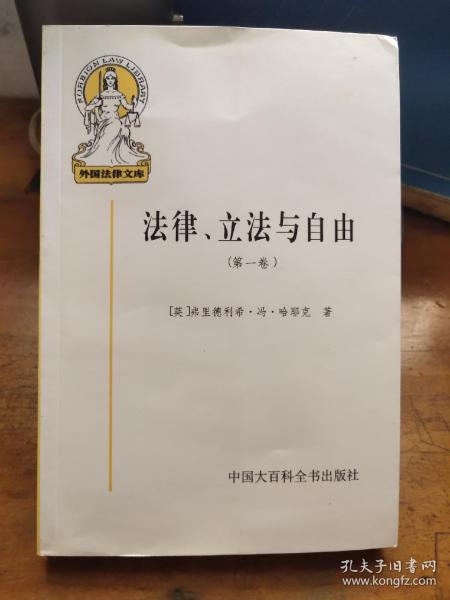 FOREIGN LAW LIBRARY
外国法律文库
法律、立法与自由
(第一卷)
[英]弗里德利希·冯·哈耶克 著
中国大百科全书出版社
孔夫子旧书网
www.kongfz.com